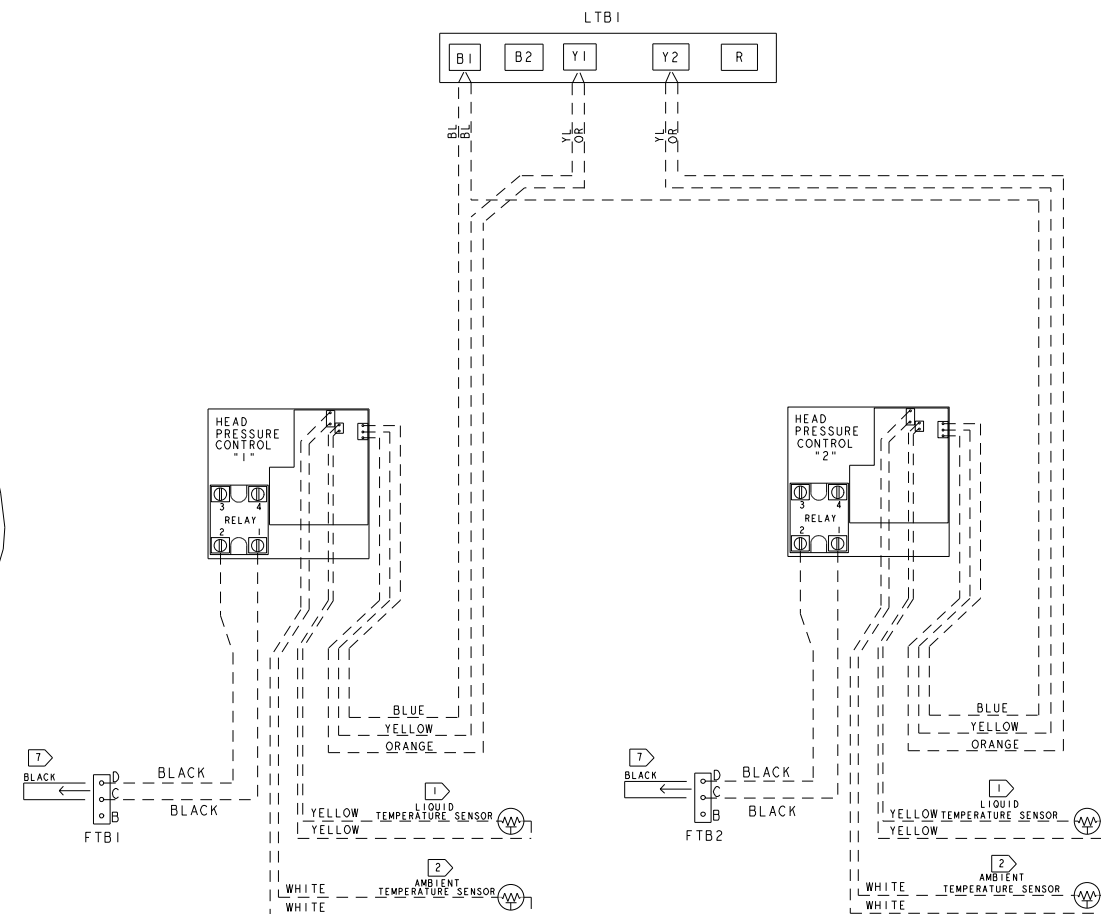 LTB1
B1 B2 Y1 Y2 R
BL BL YL OR YL OR
HEAD
PRESSURE
CONTROL
"1"
3 4
RELAY
2 1
HEAD
PRESSURE
CONTROL
"2"
3 4
RELAY
2 1
BLUE
YELLOW
ORANGE
BLUE
YELLOW
ORANGE
7
BLACK
D
C
B
FTB1
BLACK
BLACK
1
LIQUID
YELLOW TEMPERATURE SENSOR
YELLOW
2
AMBIENT
WHITE TEMPERATURE SENSOR
WHITE
7
BLACK
D
C
B
FTB2
BLACK
BLACK
1
LIQUID
YELLOW TEMPERATURE SENSOR
YELLOW
2
AMBIENT
WHITE TEMPERATURE SENSOR
WHITE